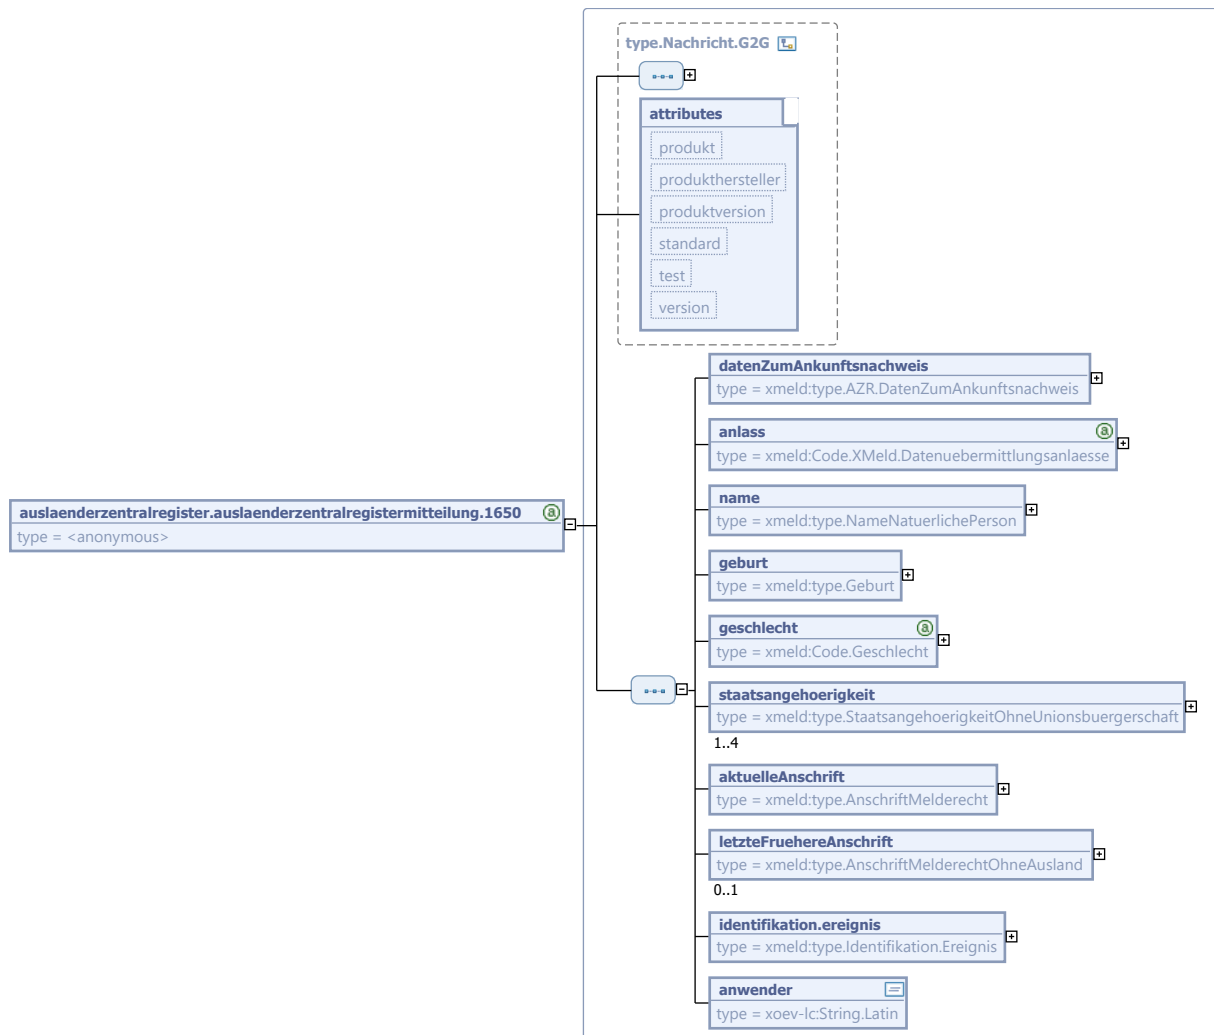 type.Nachricht.G2G
attributes
produkt
produkthersteller
produktversion
standard
test
version
datenZumAnkunftsnachweis
type = xmeld:type.AZR.DatenZumAnkunftsnachweis
anlass
type = xmeld:Code.XMeld.Datenuebermittlungsanlaesse
name
type = xmeld:type.NameNatuerlichePerson
auslaenderzentralregister.auslaenderzentralregistermitteilung.1650
type = <anonymous>
geburt
type = xmeld:type.Geburt
geschlecht
type = xmeld:Code.Geschlecht
staatsangehoerigkeit
type = xmeld:type.StaatsangehoerigkeitOhneUnionsbuergerschaft
1..4
aktuelleAnschrift
type = xmeld:type.AnschriftMelderecht
letzteFruehereAnschrift
type = xmeld:type.AnschriftMelderechtOhneAusland
0..1
identifikation.ereignis
type = xmeld:type.Identifikation.Ereignis
anwender
type = xoev-lc:String.Latin